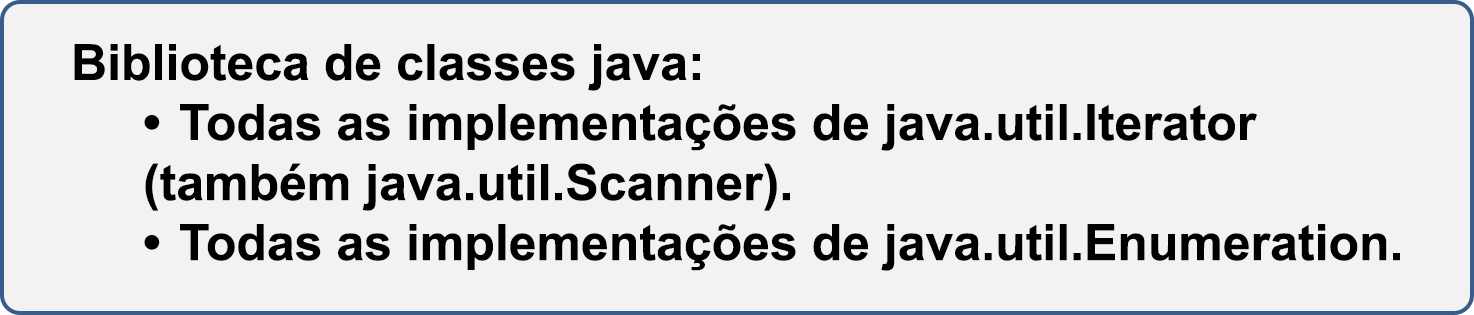 Biblioteca de classes java:
• Todas as implementações de java.util.Iterator
(também java.util.Scanner).
• Todas as implementações de java.util.Enumeration.